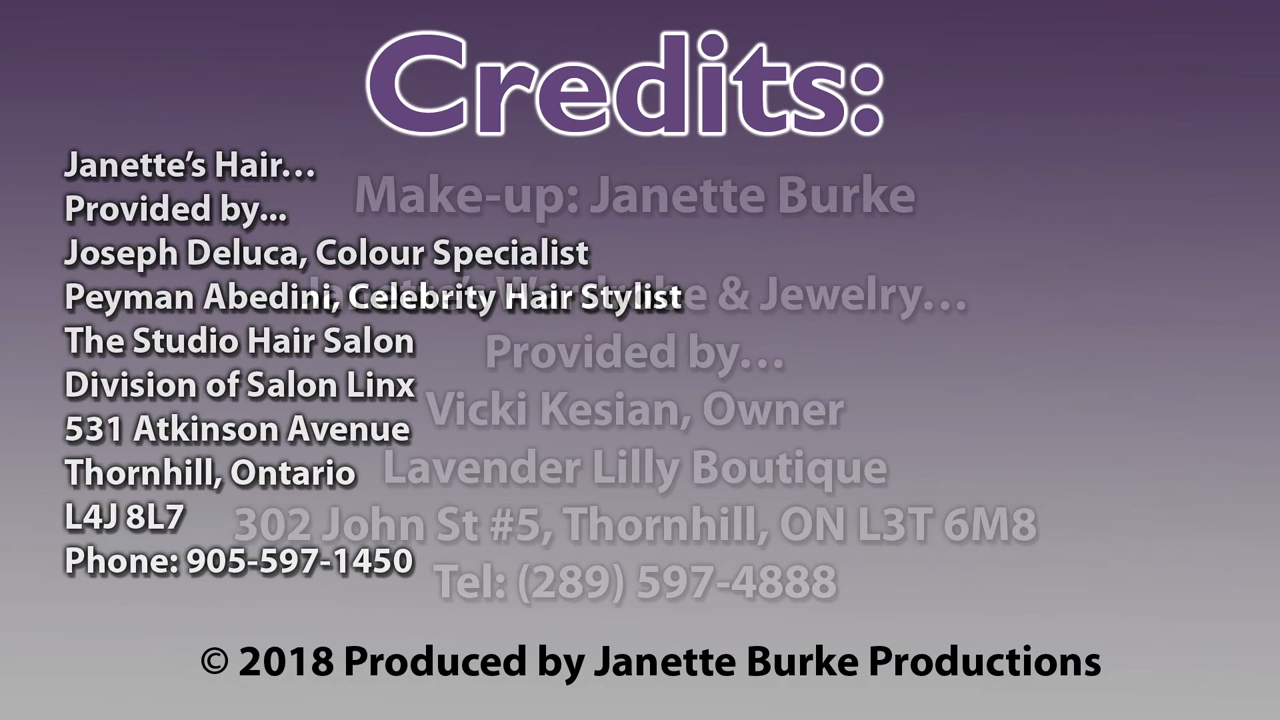 Credits:
Janette’s Hair…
Provided by...
Joseph Deluca, Colour Specialist
Peyman Abedini, Celebrity Hair Stylist
The Studio Hair Salon
Division of Salon Linx
531 Atkinson Avenue
Thornhill, Ontario
L4J 8L7
Phone: 905-597-1450
Make-up: Janette Burke
Janette’s Wardrobe & Jewelry…
Provided by…
Vicki Kesian, Owner
Lavender Lilly Boutique
302 John St #5, Thornhill, ON L3T 6M8
Tel: (289) 597-4888
© 2018 Produced by Janette Burke Productions